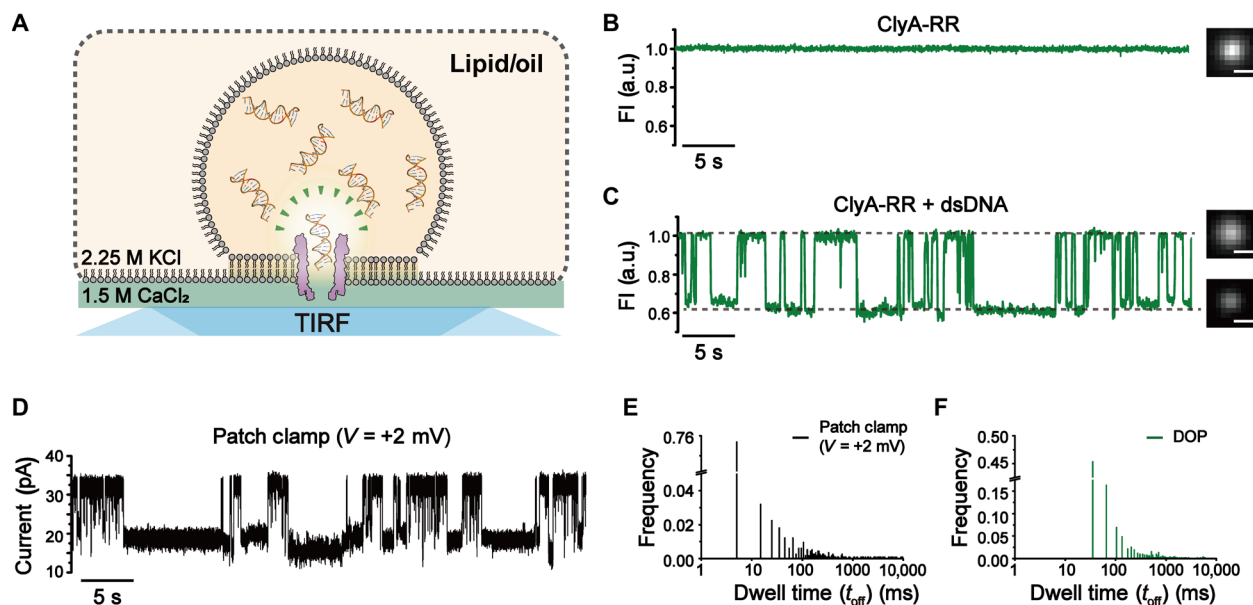 A
Lipid/oil
2.25 M KCl
1.5 M CaCl₂
TIRF
B
ClyA-RR
FI (a.u.)
1.0
0.8
0.6
5 s
C
ClyA-RR + dsDNA
FI (a.u.)
1.0
0.8
0.6
5 s
D
Patch clamp (V = +2 mV)
Current (pA)
40
30
20
10
5 s
E
Patch clamp
(V = +2 mV)
Frequency
0.76
0.04
0.02
0.00
1 10 100 1000 10,000
Dwell time (t_off) (ms)
F
DOP
Frequency
0.50
0.45
0.15
0.10
0.05
0.00
1 10 100 1000 10,000
Dwell time (t_off) (ms)